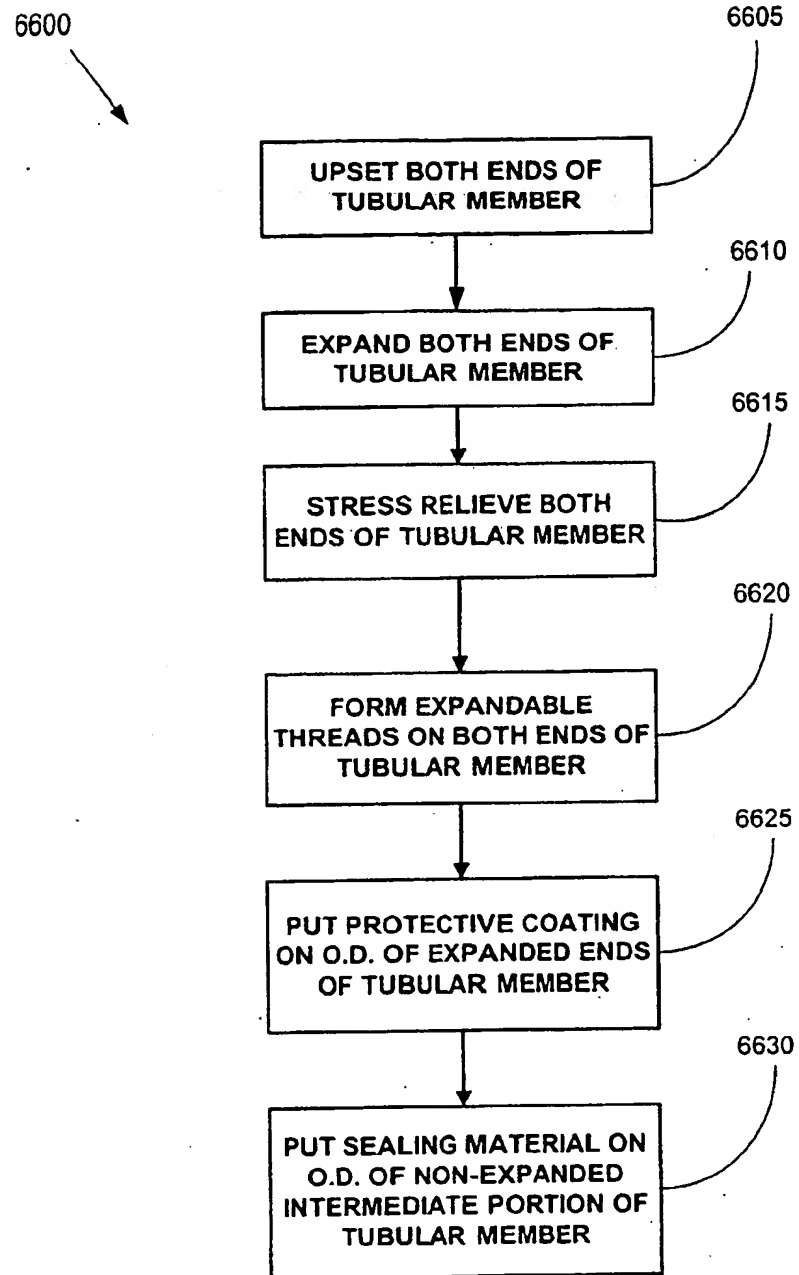 6600
6605
UPSET BOTH ENDS OF
TUBULAR MEMBER
6610
EXPAND BOTH ENDS OF
TUBULAR MEMBER
6615
STRESS RELIEVE BOTH
ENDS OF TUBULAR MEMBER
6620
FORM EXPANDABLE
THREADS ON BOTH ENDS OF
TUBULAR MEMBER
6625
PUT PROTECTIVE COATING
ON O.D. OF EXPANDED ENDS
OF TUBULAR MEMBER
6630
PUT SEALING MATERIAL ON
O.D. OF NON-EXPANDED
INTERMEDIATE PORTION OF
TUBULAR MEMBER